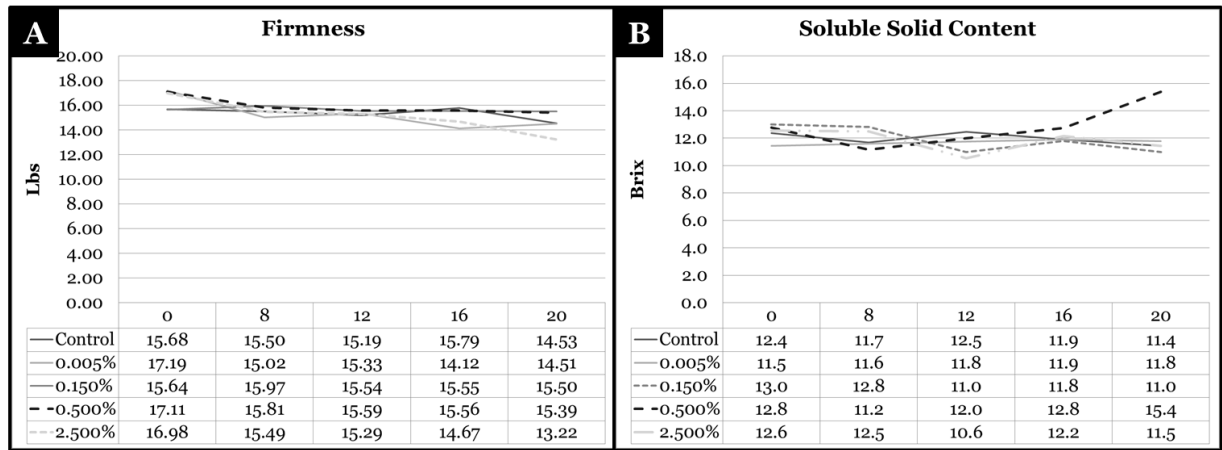 A
Firmness
20.00
18.00
16.00
14.00
12.00
10.00
8.00
6.00
4.00
2.00
0.00
Lbs
0 8 12 16 20
Control 15.68 15.50 15.19 15.79 14.53
0.005% 17.19 15.02 15.33 14.12 14.51
0.150% 15.64 15.97 15.54 15.55 15.50
0.500% 17.11 15.81 15.59 15.56 15.39
2.500% 16.98 15.49 15.29 14.67 13.22
B
Soluble Solid Content
18.0
16.0
14.0
12.0
10.0
8.0
6.0
4.0
2.0
0.0
Brix
0 8 12 16 20
Control 12.4 11.7 12.5 11.9 11.4
0.005% 11.5 11.6 11.8 11.9 11.8
0.150% 13.0 12.8 11.0 11.8 11.0
0.500% 12.8 11.2 12.0 12.8 15.4
2.500% 12.6 12.5 10.6 12.2 11.5